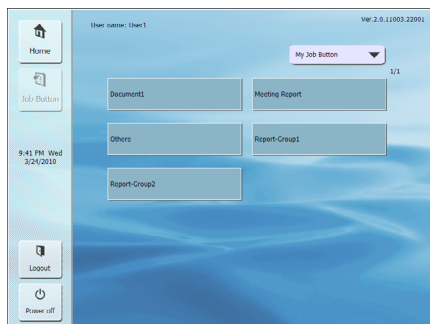 User name: User1
Ver.2.0.11003.22001
Home
My Job Button
1/1
Job Button
Document1
Meeting Report
Others
Report-Group1
9:41 PM Wed
3/24/2010
Report-Group2
Logout
Power off